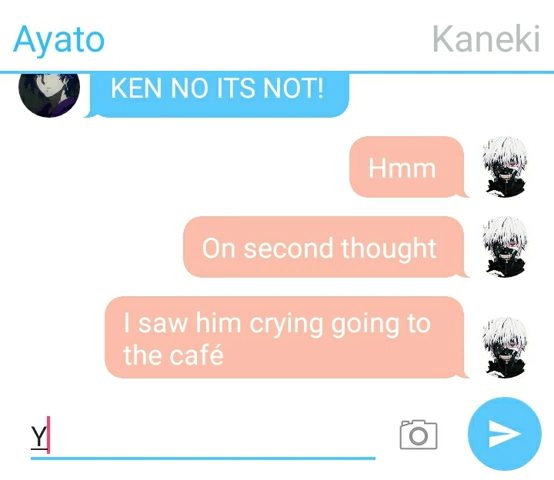 Ayato Kaneki
KEN NO ITS NOT!
Hmm
On second thought
I saw him crying going to
the café
Y